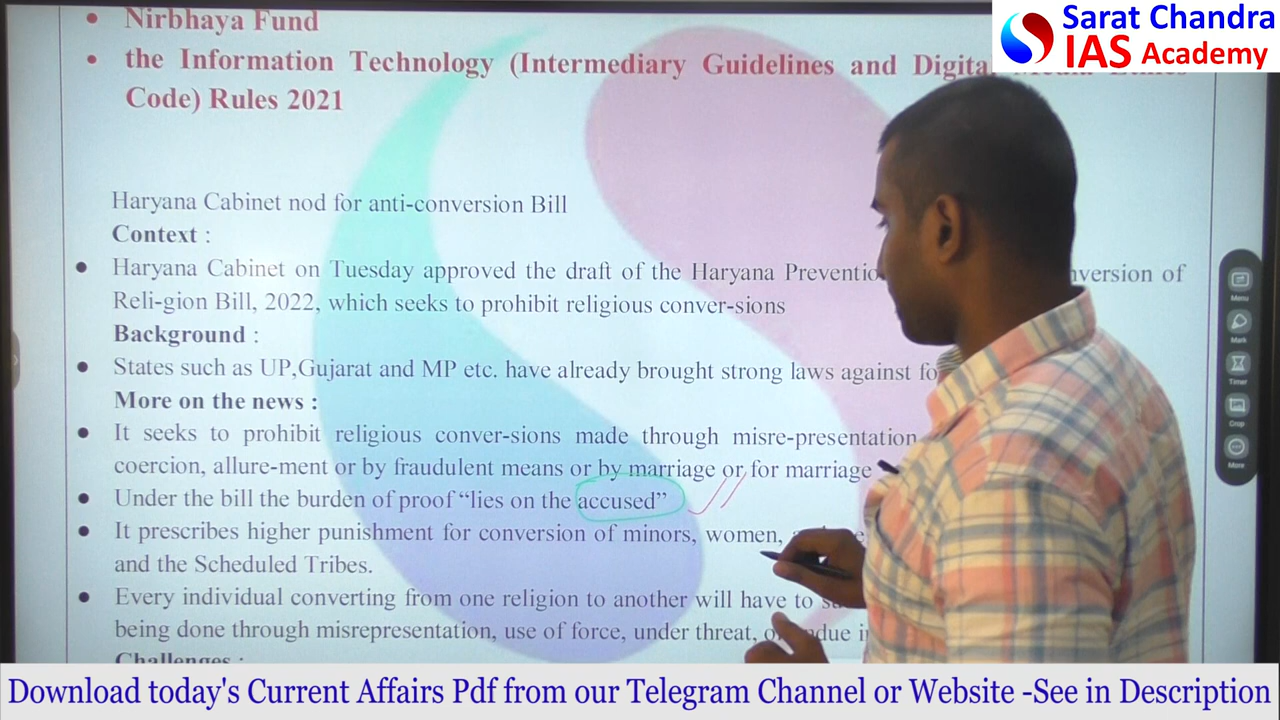 Sarat Chandra
IAS Academy
• Nirbhaya Fund
• the Information Technology (Intermediary Guidelines and Digital
Code) Rules 2021
Haryana Cabinet nod for anti-conversion Bill
Context :
● Haryana Cabinet on Tuesday approved the draft of the Haryana
Reli-gion Bill, 2022, which seeks to prohibit religious conver-sions
Background :
● States such as UP,Gujarat and MP etc. have already brought strong laws against
More on the news :
● It seeks to prohibit religious conver-sions made through misre-presentation
coercion, allure-ment or by fraudulent means or by marriage or for marriage
● Under the bill the burden of proof “lies on the accused”
● It prescribes higher punishment for conversion of minors, women,
and the Scheduled Tribes.
● Every individual converting from one religion to another will have to
being done through misrepresentation, use of force, under threat,
Challenges :
Menu
Mark
Timer
Crop
More
Download today's Current Affairs Pdf from our Telegram Channel or Website -See in Description